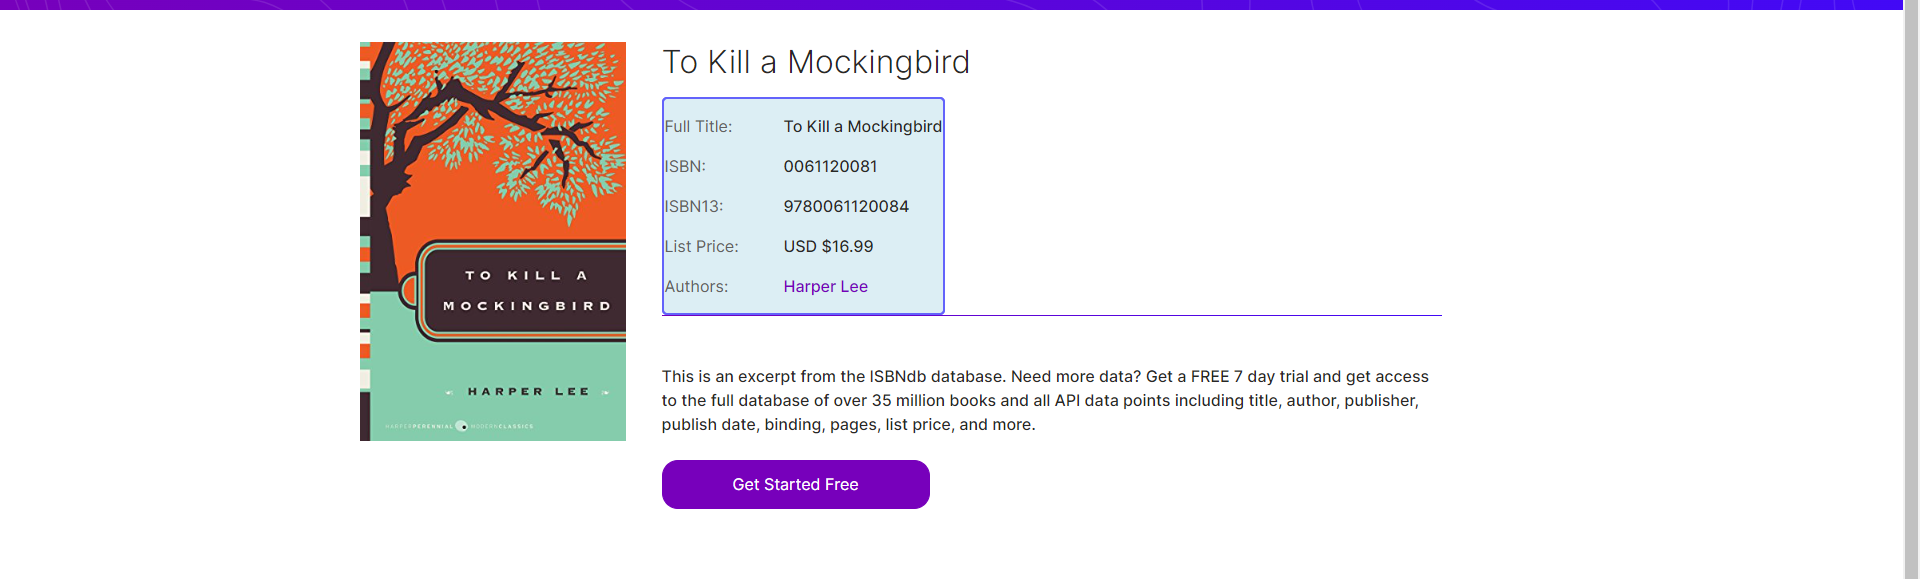 TO KILL A
MOCKINGBIRD
HARPER LEE
HARPERPERENNIAL MODERNCLASSICS
To Kill a Mockingbird
Full Title: To Kill a Mockingbird
ISBN: 0061120081
ISBN13: 9780061120084
List Price: USD $16.99
Authors: Harper Lee
This is an excerpt from the ISBNdb database. Need more data? Get a FREE 7 day trial and get access
to the full database of over 35 million books and all API data points including title, author, publisher,
publish date, binding, pages, list price, and more.
Get Started Free